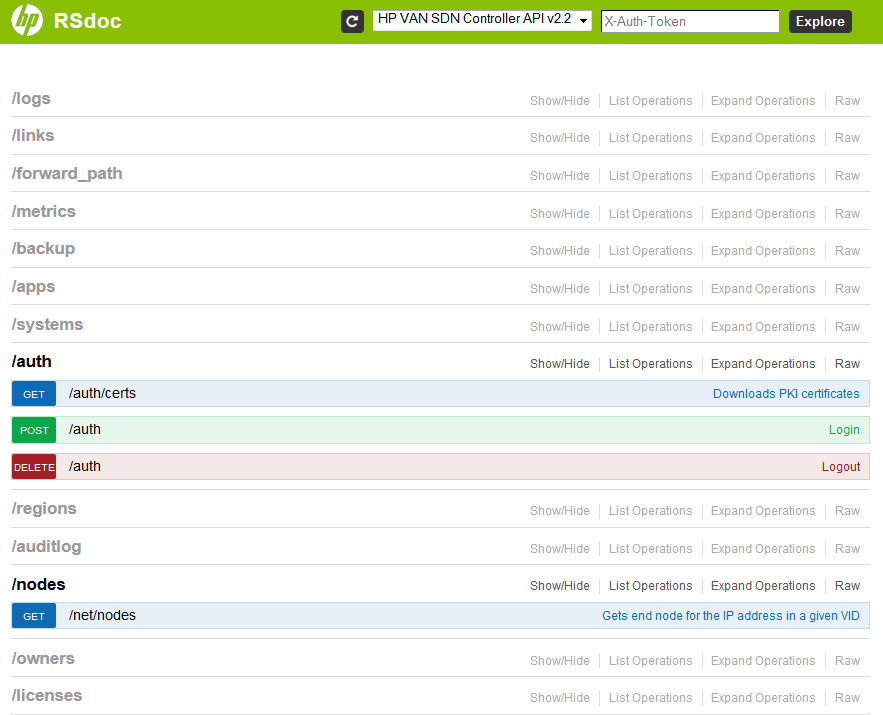 hp RSdoc HP VAN SDN Controller API v2.2 X-Auth-Token Explore
/logs Show/Hide List Operations Expand Operations Raw
/links Show/Hide List Operations Expand Operations Raw
/forward_path Show/Hide List Operations Expand Operations Raw
/metrics Show/Hide List Operations Expand Operations Raw
/backup Show/Hide List Operations Expand Operations Raw
/apps Show/Hide List Operations Expand Operations Raw
/systems Show/Hide List Operations Expand Operations Raw
/auth Show/Hide List Operations Expand Operations Raw
GET /auth/certs Downloads PKI certificates
POST /auth Login
DELETE /auth Logout
/regions Show/Hide List Operations Expand Operations Raw
/auditlog Show/Hide List Operations Expand Operations Raw
/nodes Show/Hide List Operations Expand Operations Raw
GET /net/nodes Gets end node for the IP address in a given VID
/owners Show/Hide List Operations Expand Operations Raw
/licenses Show/Hide List Operations Expand Operations Raw